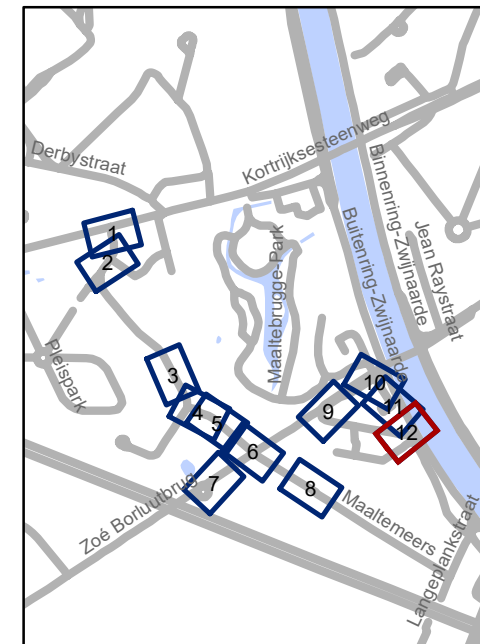 Derbystraat
Kortrijksesteenweg
Binnenring-Zwijnaarde
Jean Raystraat
Buitenring-Zwijnaarde
Maaltebrugge-Park
1
2
Pleispark
3
4
5
6
7
8
9
10
11
12
Zoé Borluutbrug
Maaltemeers
Langeplankstraat